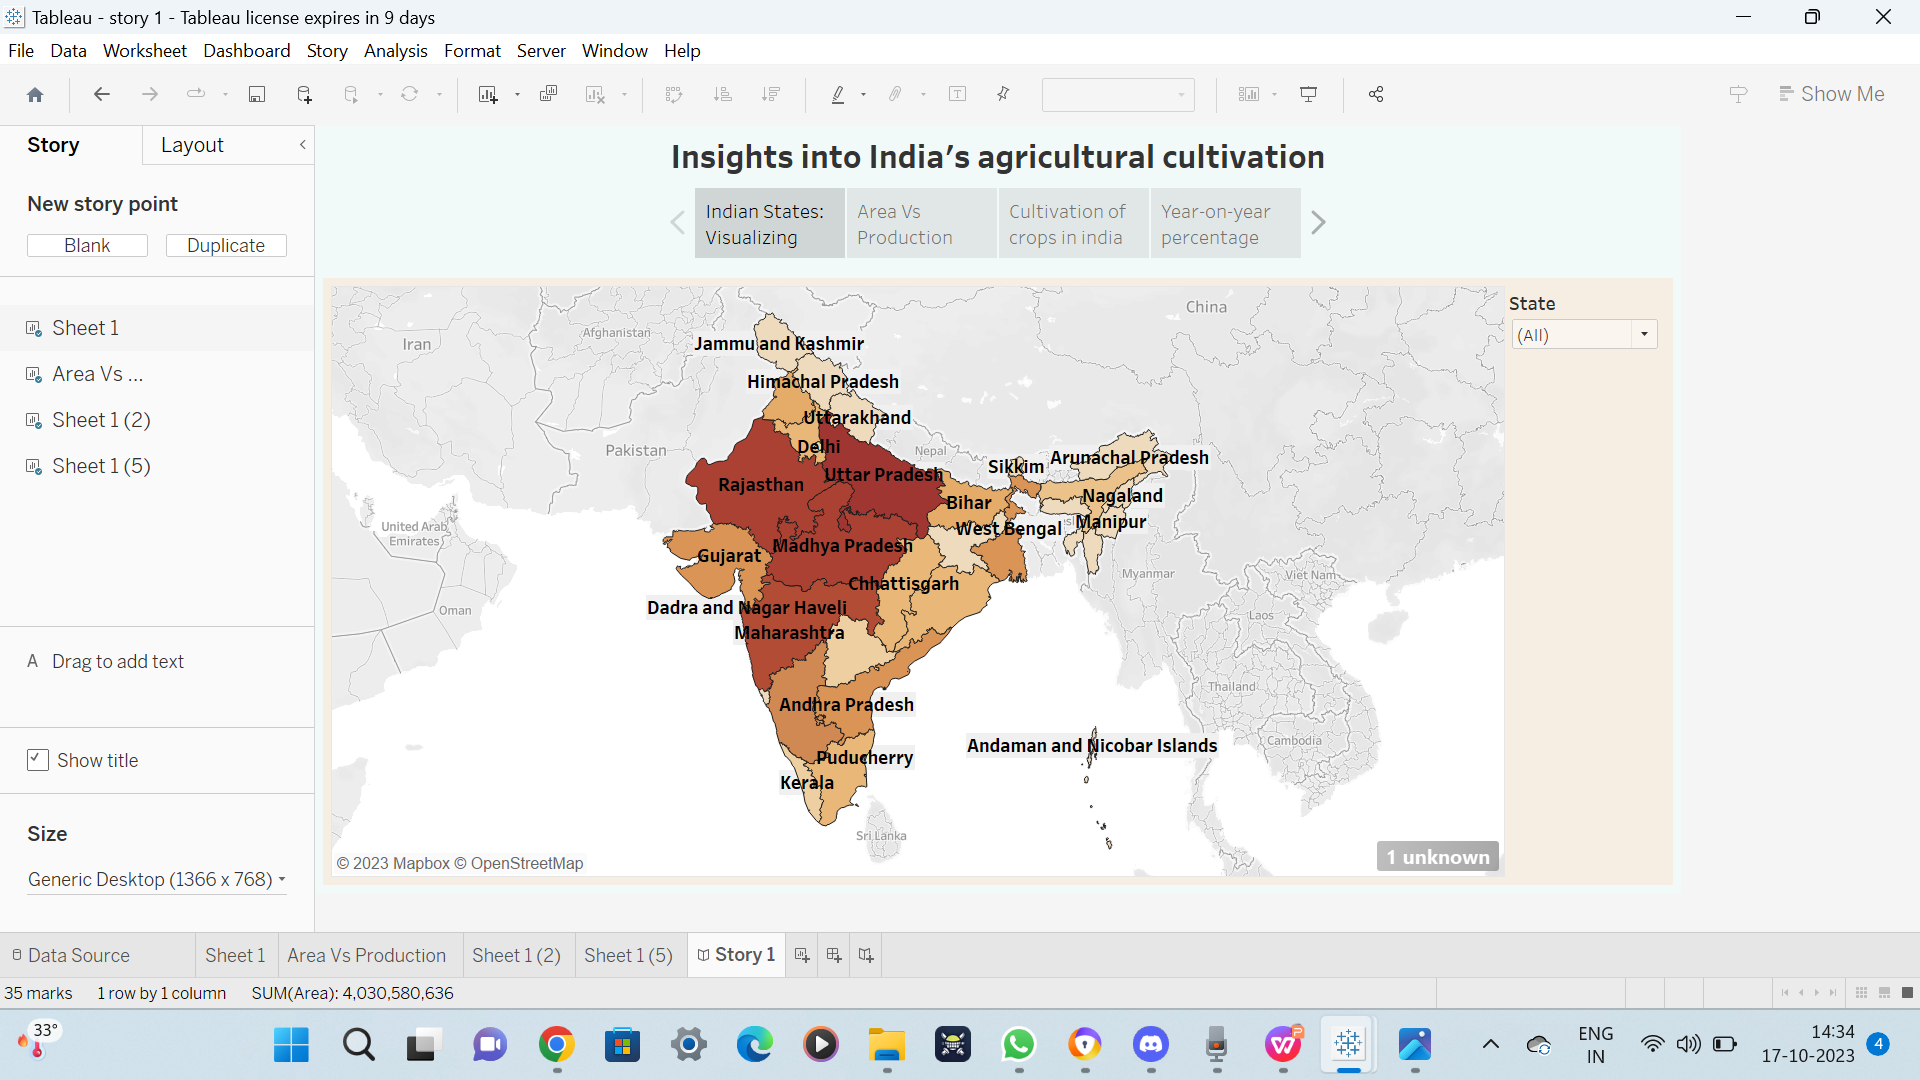 Tableau - story 1 - Tableau license expires in 9 days
File Data Worksheet Dashboard Story Analysis Format Server Window Help
Show Me
Story Layout
New story point
Blank Duplicate
Sheet 1
Area Vs ...
Sheet 1 (2)
Sheet 1 (5)
A Drag to add text
Show title
Size
Generic Desktop (1366 x 768)
Insights into India's agricultural cultivation
Indian States:
Visualizing
Area Vs
Production
Cultivation of
crops in india
Year-on-year
percentage
State
(All)
China
Afghanistan
Iran
Jammu and Kashmir
Himachal Pradesh
Uttarakhand
Pakistan
Delhi
Nepal
Arunachal Pradesh
Sikkim
Uttar Pradesh
Rajasthan
Nagaland
Bihar
Manipur
West Bengal
United Arab
Emirates
Madhya Pradesh
Gujarat
Myanmar
Viet Nam
Chhattisgarh
Oman
Dadra and Nagar Haveli
Laos
Maharashtra
Thailand
Andhra Pradesh
Cambodia
Andaman and Nicobar Islands
Puducherry
Kerala
Sri Lanka
© 2023 Mapbox © OpenStreetMap
1 unknown
Data Source Sheet 1 Area Vs Production Sheet 1 (2) Sheet 1 (5) Story 1
35 marks 1 row by 1 column SUM(Area): 4,030,580,636
33°
ENG
IN
14:34
17-10-2023
4